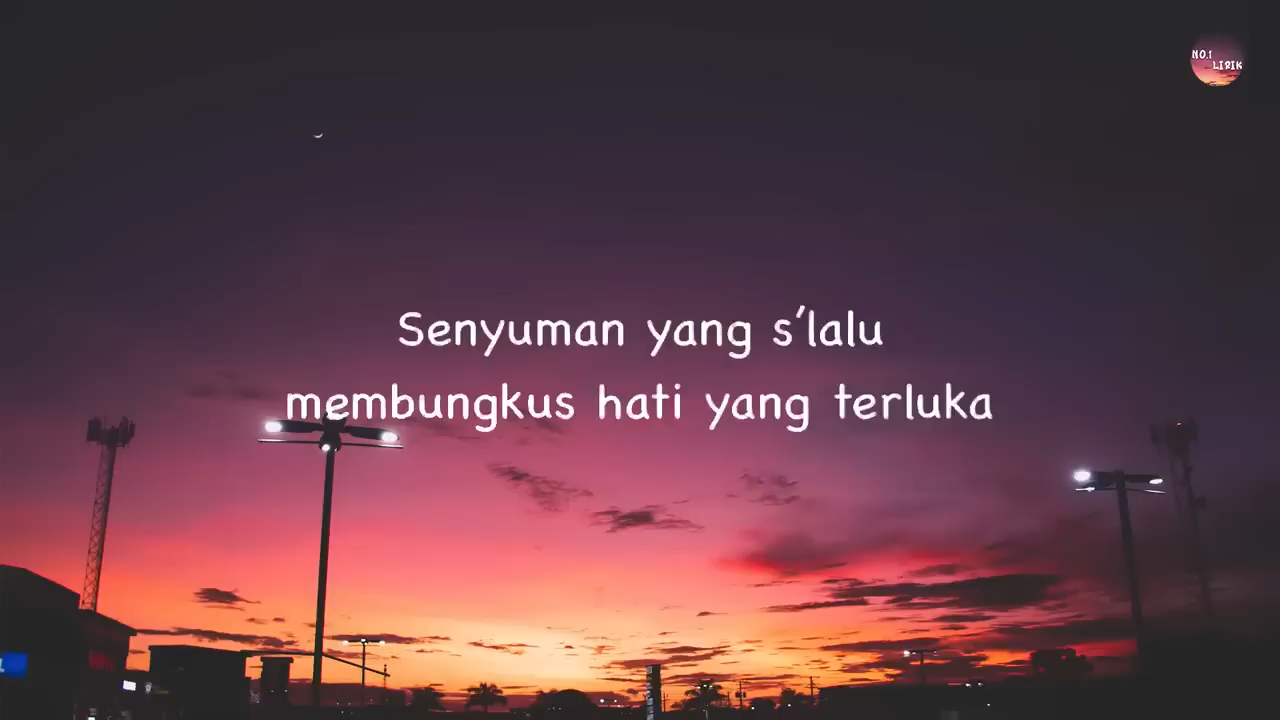 NO.1
LIRIK
Senyuman yang s'lalu
membungkus hati yang terluka